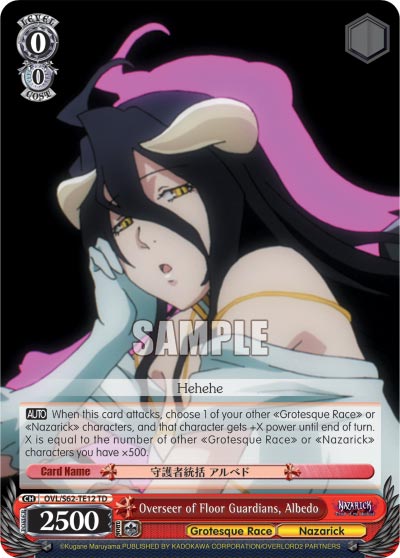 LEVEL
0
0
COST
SAMPLE
Hehehe
AUTO When this card attacks, choose 1 of your other «Grotesque Race» or
«Nazarick» characters, and that character gets +X power until end of turn.
X is equal to the number of other «Grotesque Race» or «Nazarick»
characters you have ×500.
Card Name 守護者統括 アルベド
CH OVL/S62-TE12 TD
POWER 2500
Overseer of Floor Guardians, Albedo
NAZARICK
Grotesque Race Nazarick
©Kugane Maruyama,PUBLISHED BY KADOKAWA CORPORATION/OVERLORD2 PARTNERS